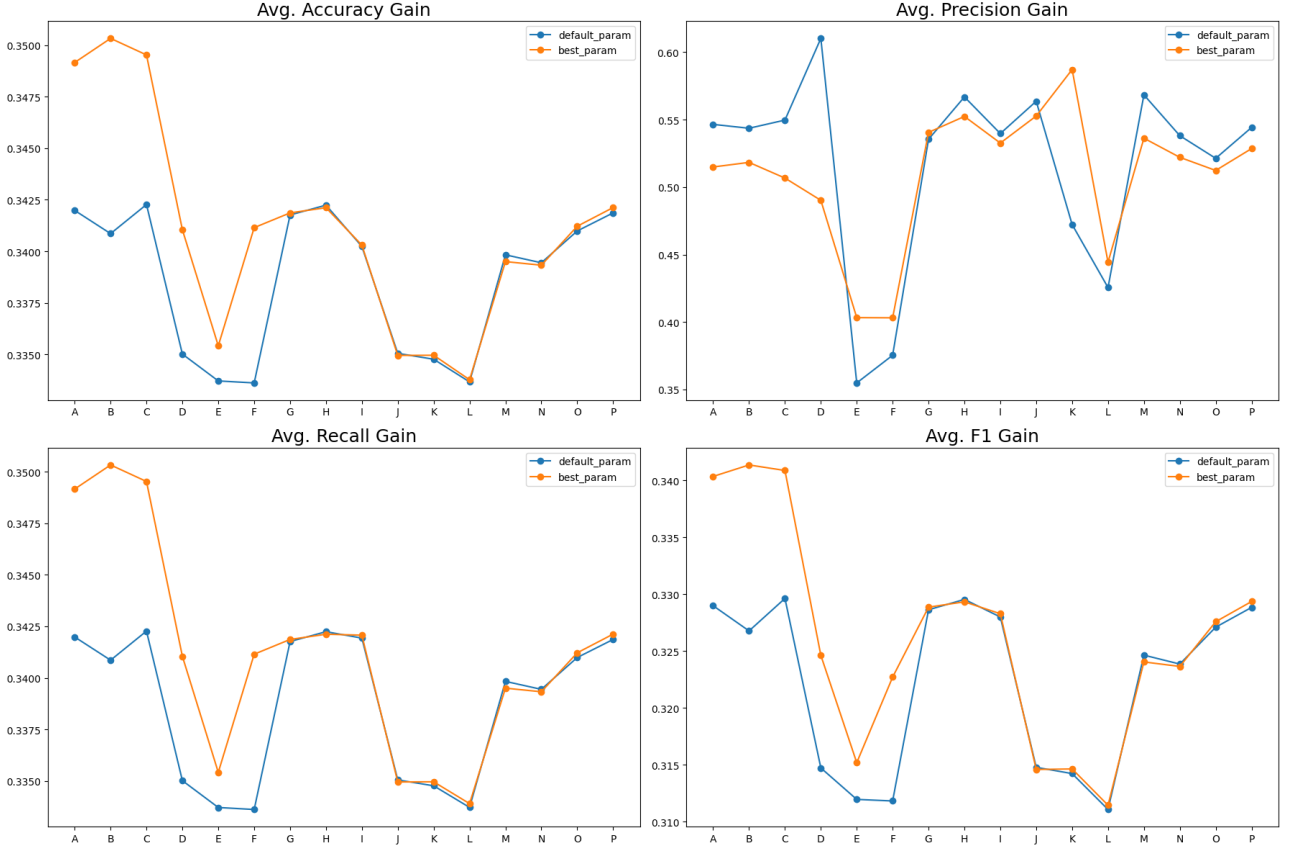 Avg. Accuracy Gain
default_param
best_param
0.3500
0.3475
0.3450
0.3425
0.3400
0.3375
0.3350
A B C D E F G H I J K L M N O P
Avg. Precision Gain
default_param
best_param
0.60
0.55
0.50
0.45
0.40
0.35
A B C D E F G H I J K L M N O P
Avg. Recall Gain
default_param
best_param
0.3500
0.3475
0.3450
0.3425
0.3400
0.3375
0.3350
A B C D E F G H I J K L M N O P
Avg. F1 Gain
default_param
best_param
0.340
0.335
0.330
0.325
0.320
0.315
0.310
A B C D E F G H I J K L M N O P